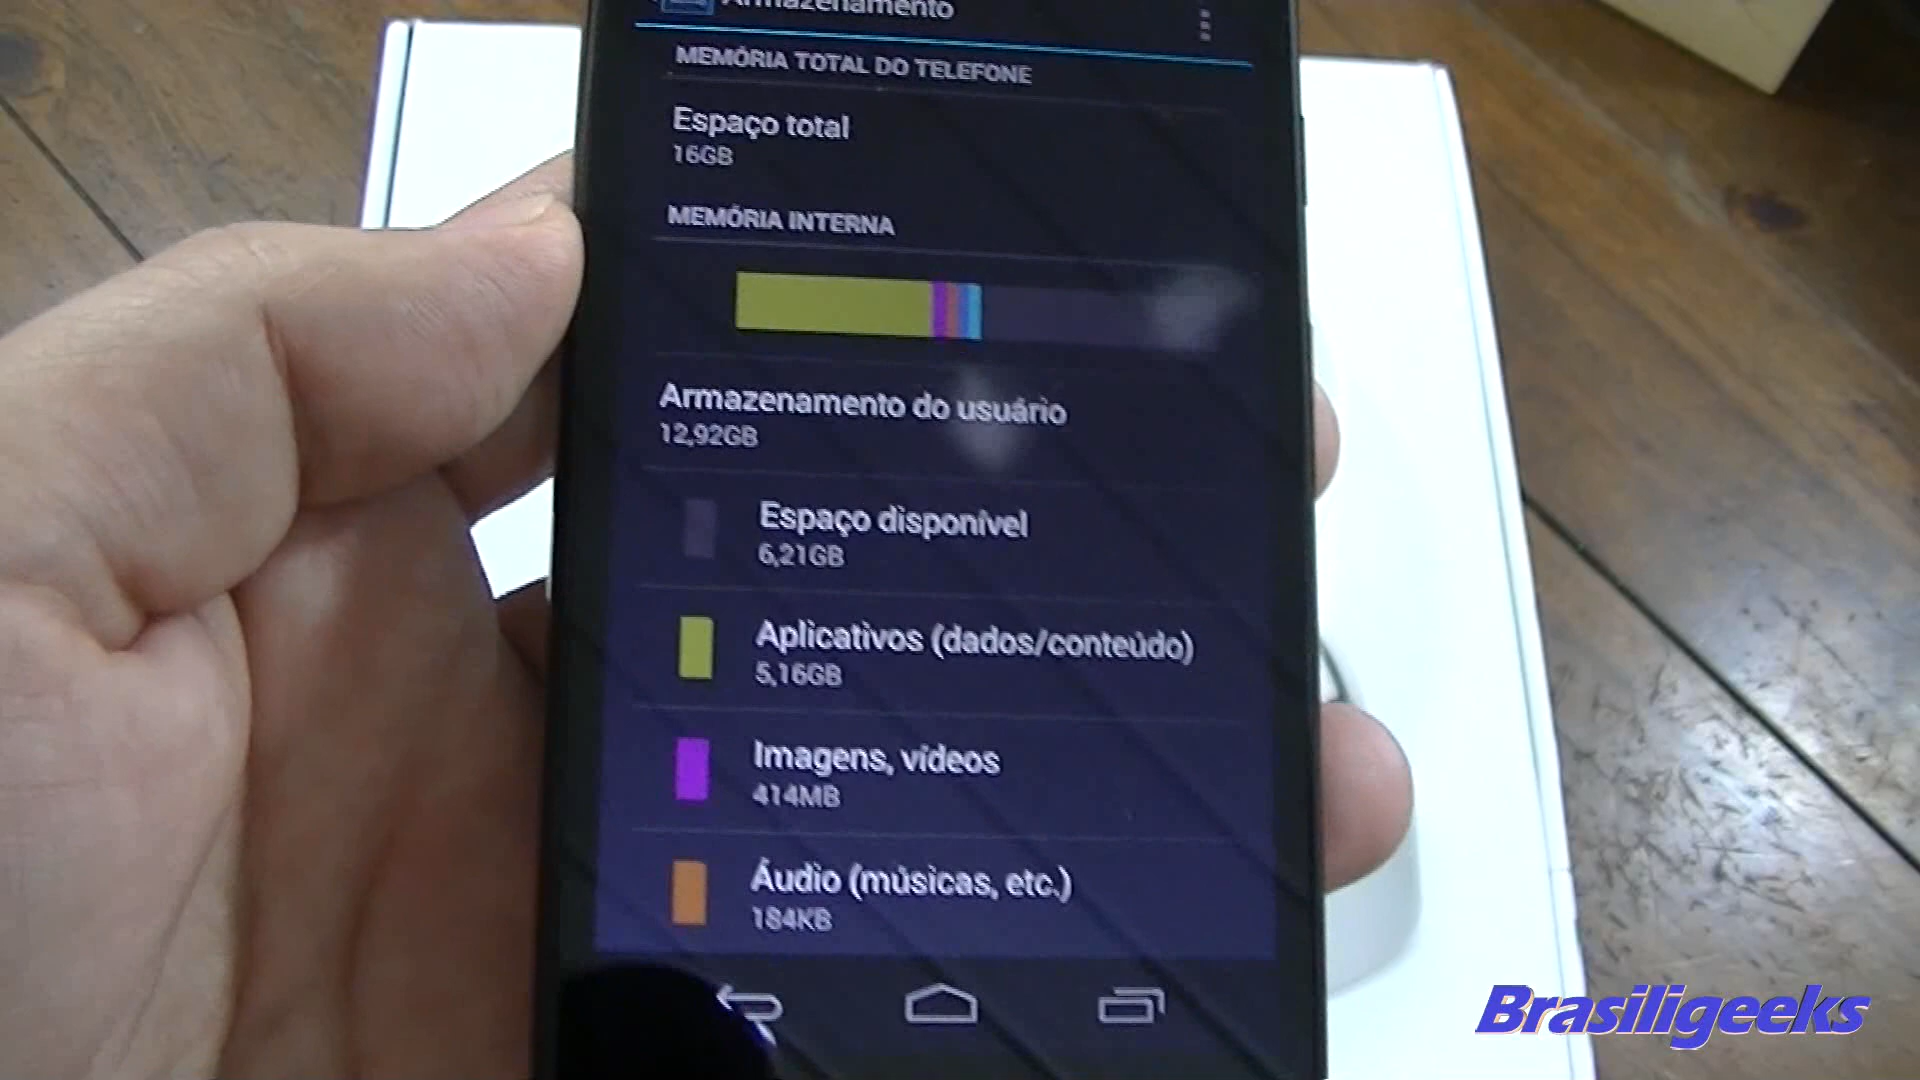 Armazenamento
MEMÓRIA TOTAL DO TELEFONE
Espaço total
16GB
MEMÓRIA INTERNA
Armazenamento do usuário
12,92GB
Espaço disponível
6,21GB
Aplicativos (dados/conteúdo)
5,16GB
Imagens, vídeos
414MB
Áudio (músicas, etc.)
184KB
Brasiligeeks